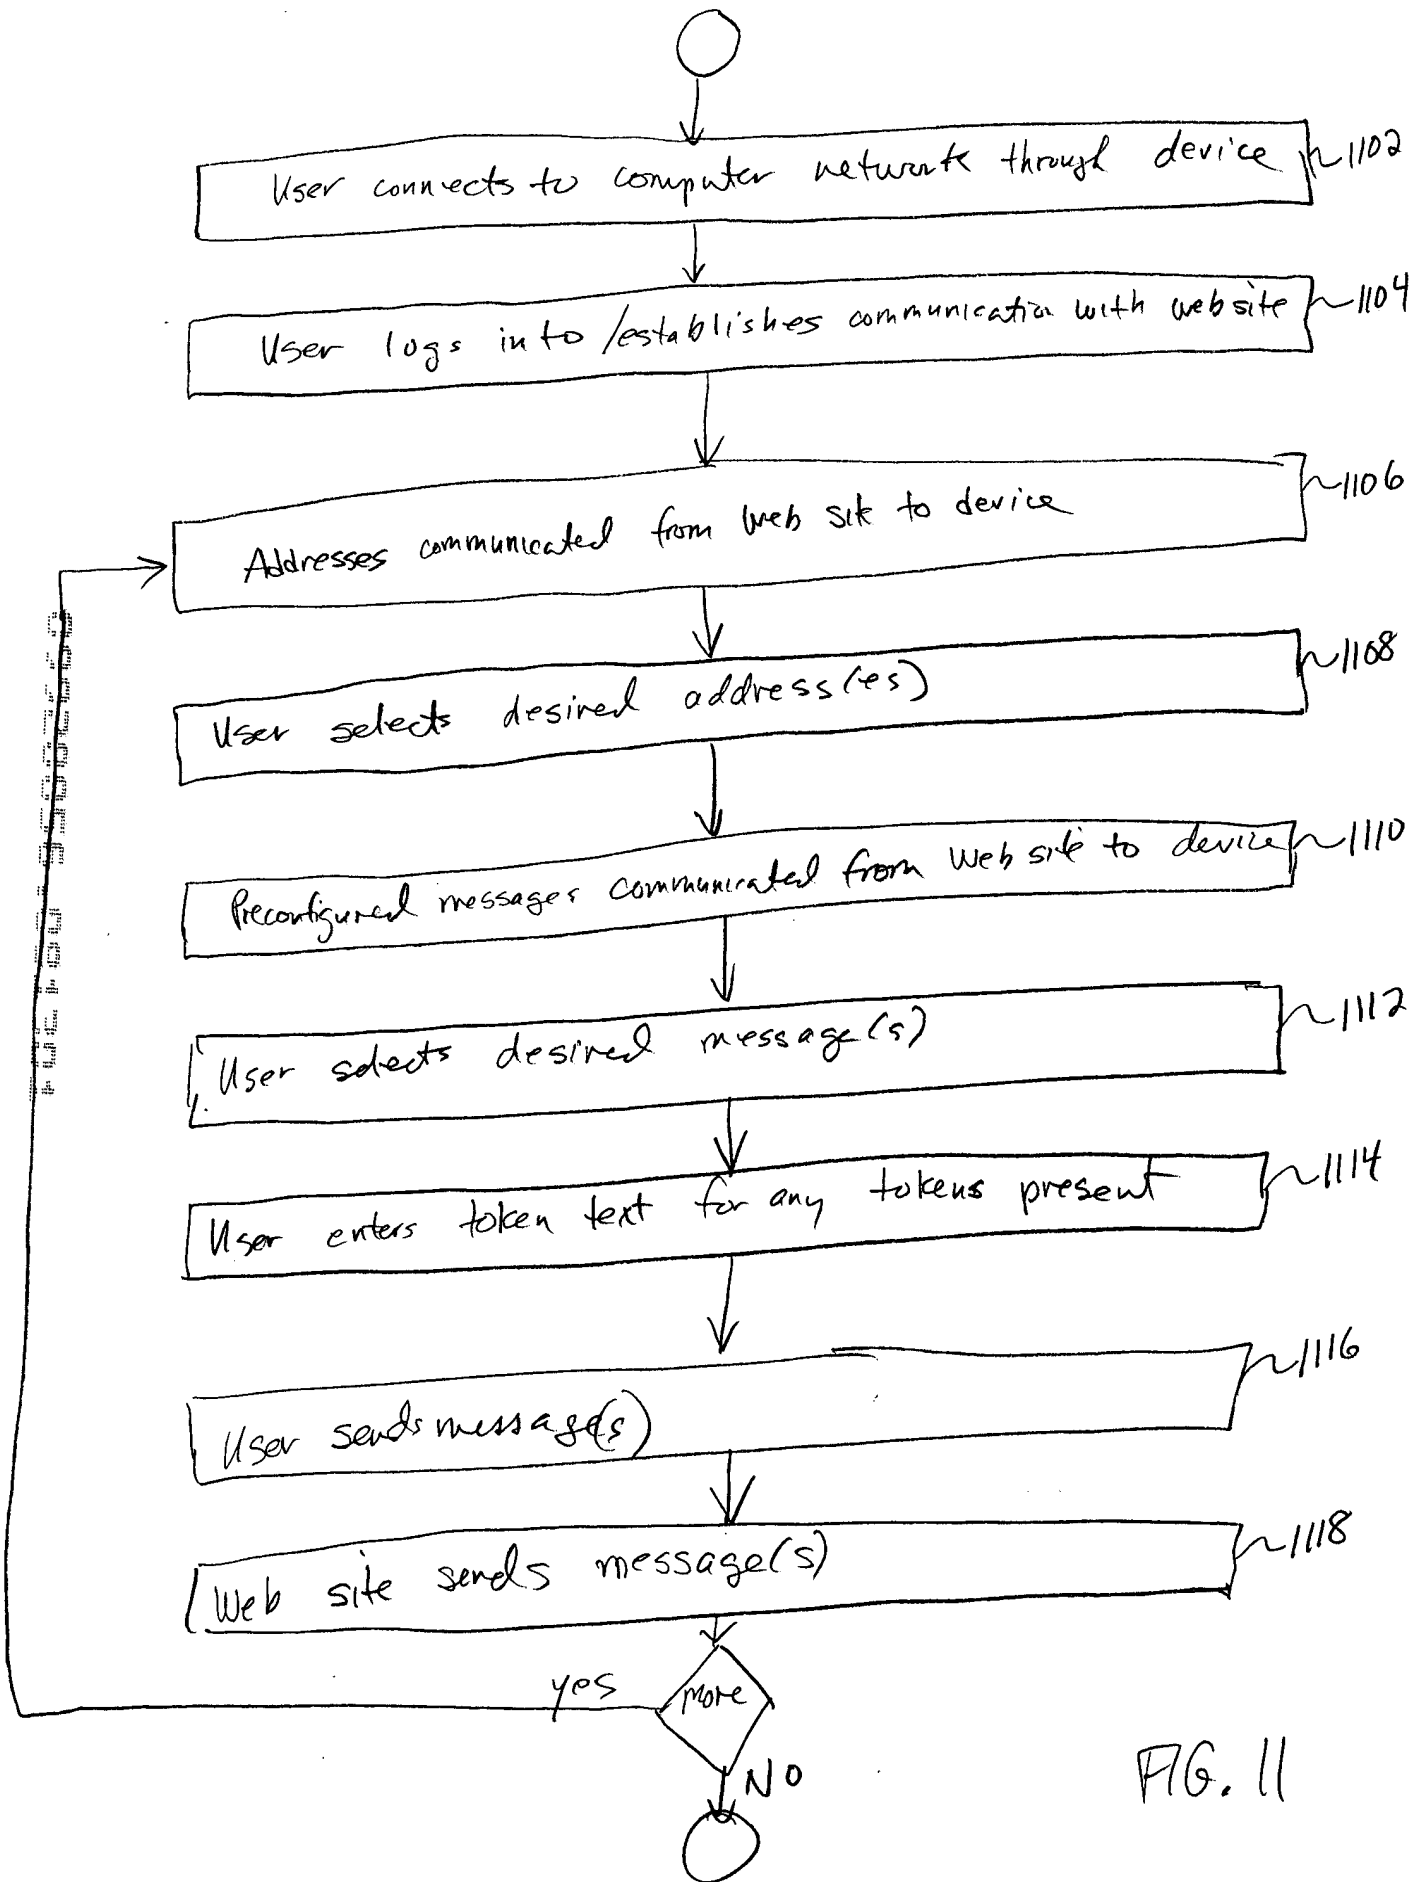 User connects to computer network through device 1102
User logs into/establishes communication with website 1104
Addresses communicated from Web site to device 1106
User selects desired address(es) 1108
Preconfigured messages communicated from Web site to device 1110
User selects desired message(s) 1112
User enters token text for any tokens present 1114
User sends message(s) 1116
Web site sends message(s) 1118
yes
more
NO
FIG. 11